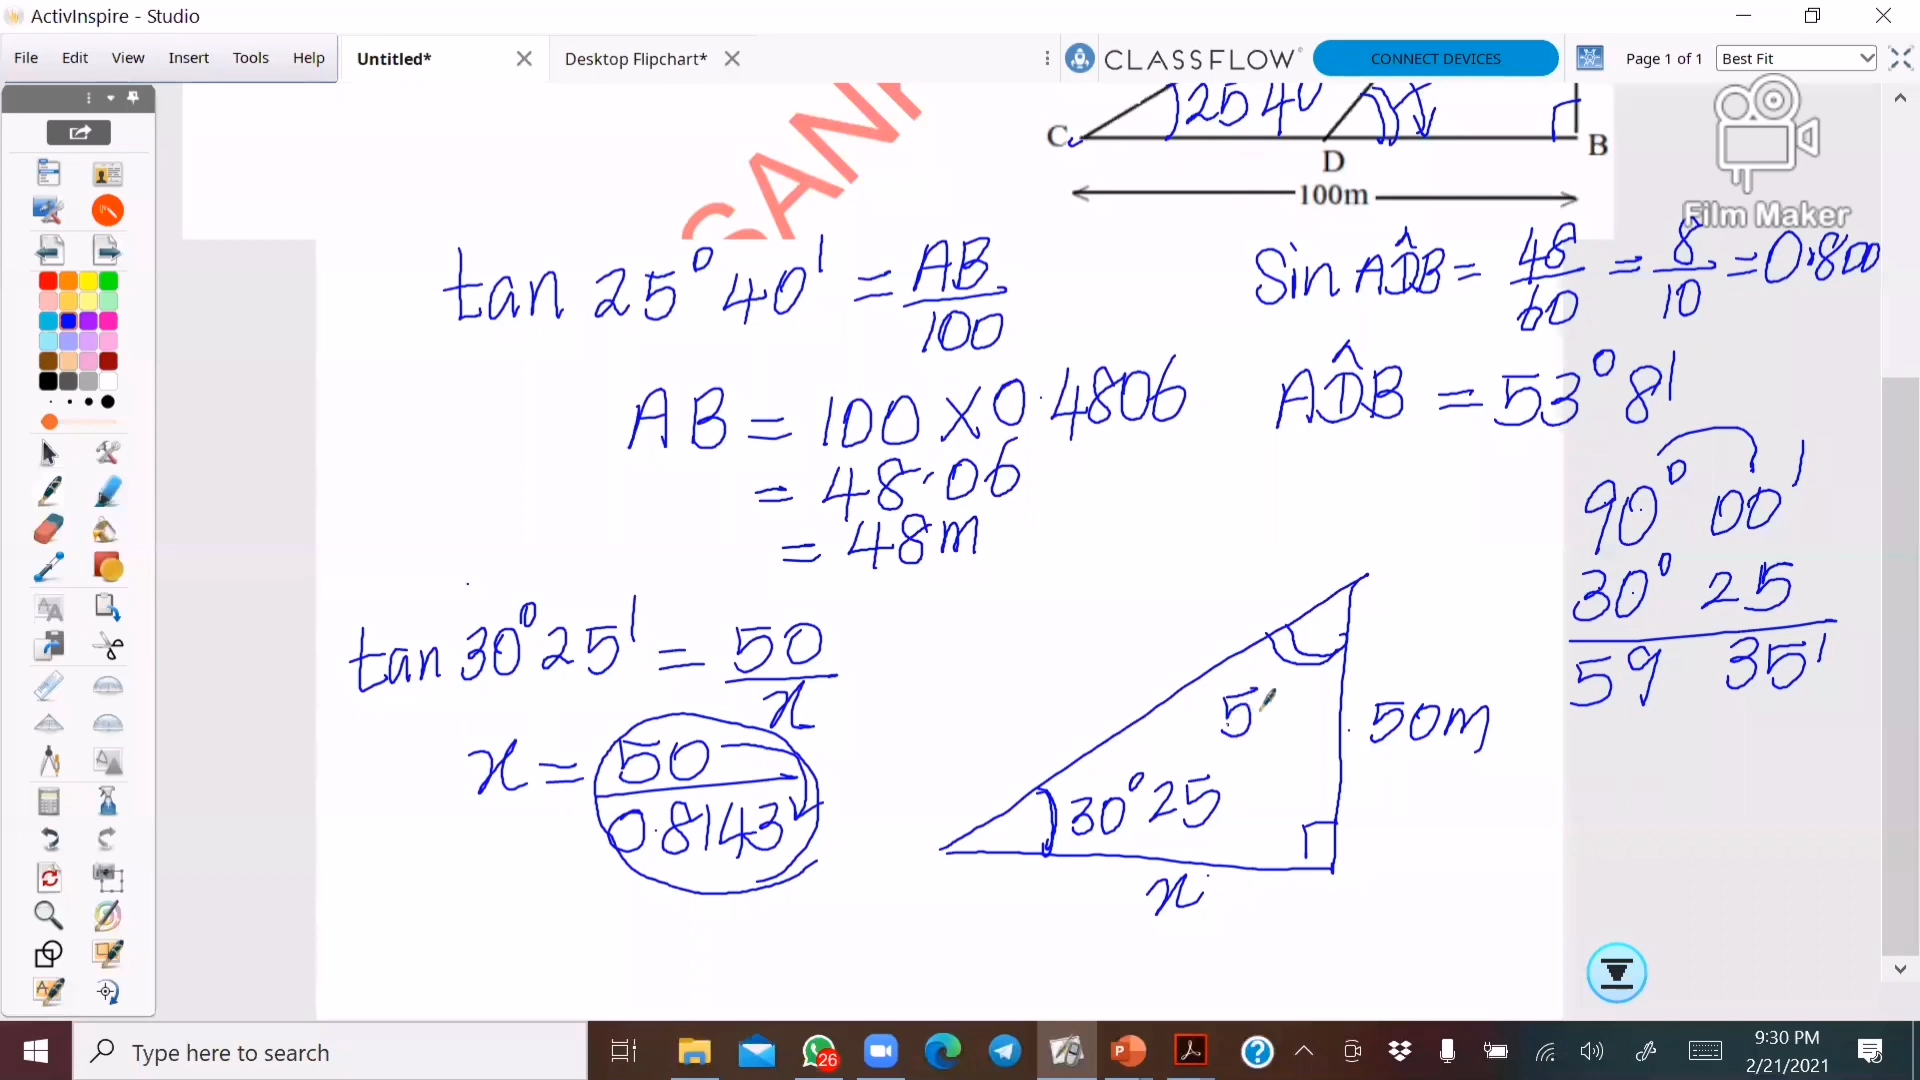 ActivInspire - Studio
File Edit View Insert Tools Help
Untitled*
Desktop Flipchart*
CLASSFLOW
CONNECT DEVICES
Page 1 of 1
Best Fit
C 25 40 D B
100m
Film Maker
tan 25° 40' = AB/100
AB = 100 × 0.4806
= 48.06
= 48m
Sin AD̂B = 48/60 = 8/10 = 0.800
AD̂B = 53° 8'
90° 00'
30° 25
59 35'
tan 30° 25' = 50/x
x = 50/0.8143
5
50m
30° 25
x
Type here to search
26
9:30 PM
2/21/2021